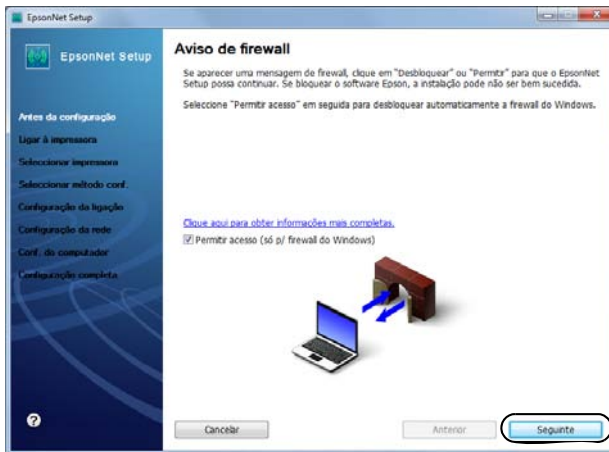 EpsonNet Setup
EpsonNet Setup
Antes da configuração
Ligar à impressora
Seleccionar impressora
Seleccionar método conf.
Configuração da ligação
Configuração da rede
Conf. do computador
Configuração completa
?
Aviso de firewall
Se aparecer uma mensagem de firewall, clique em "Desbloquear" ou "Permitir" para que o EpsonNet
Setup possa continuar. Se bloquear o software Epson, a instalação pode não ser bem sucedida.
Seleccione "Permitir acesso" em seguida para desbloquear automaticamente a firewall do Windows.
Clique aqui para obter informações mais completas.
Permitir acesso (só p/ firewall do Windows)
Cancelar
Anterior
Seguinte